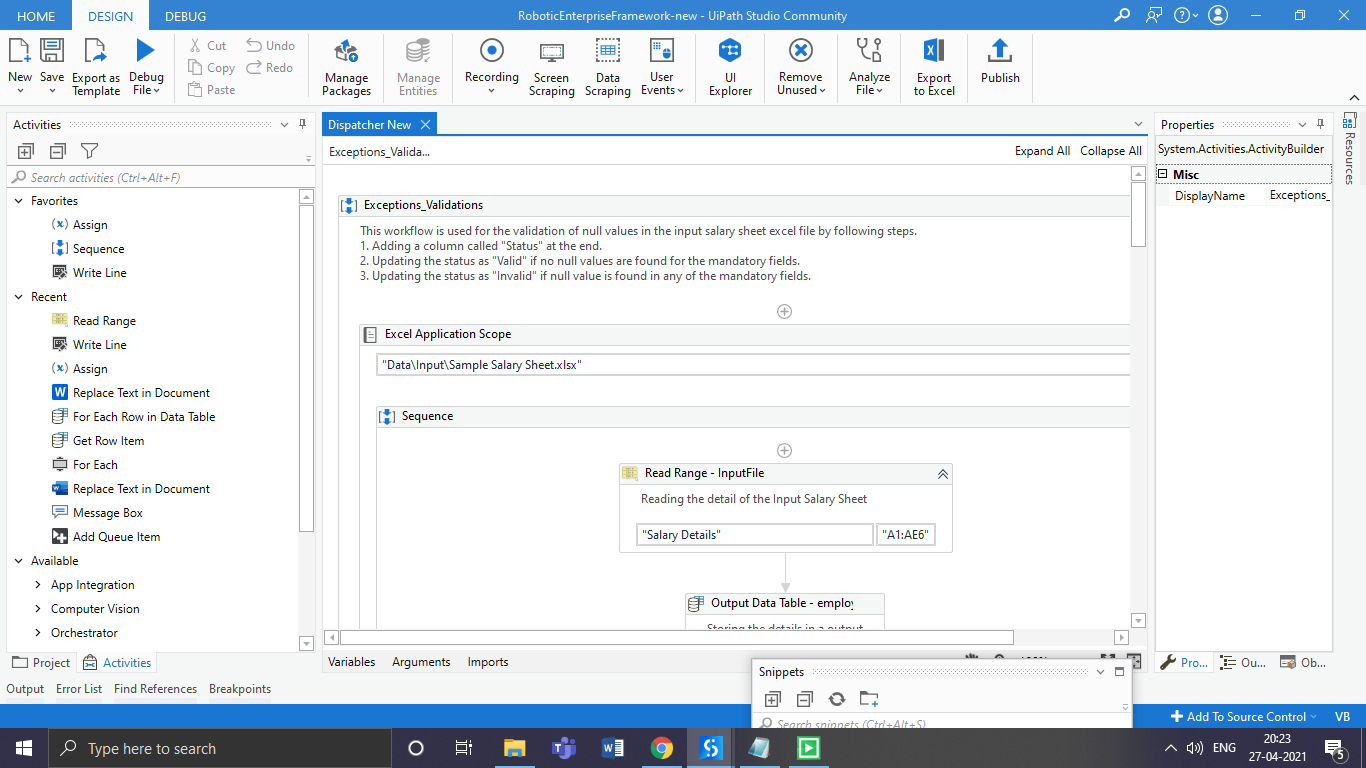 HOME
DESIGN
DEBUG
RoboticEnterpriseFramework-new - UiPath Studio Community
New
Save
Export as Template
Debug File
Cut
Copy
Paste
Undo
Redo
Manage Packages
Manage Entities
Recording
Screen Scraping
Data Scraping
User Events
UI Explorer
Remove Unused
Analyze File
Export to Excel
Publish
Activities
Search activities (Ctrl+Alt+F)
Favorites
Assign
Sequence
Write Line
Recent
Read Range
Write Line
Assign
Replace Text in Document
For Each Row in Data Table
Get Row Item
For Each
Replace Text in Document
Message Box
Add Queue Item
Available
App Integration
Computer Vision
Orchestrator
Project
Activities
Dispatcher New
Exceptions_Valida...
Expand All
Collapse All
Exceptions_Validations
This workflow is used for the validation of null values in the input salary sheet excel file by following steps.
1. Adding a column called "Status" at the end.
2. Updating the status as "Valid" if no null values are found for the mandatory fields.
3. Updating the status as "Invalid" if null value is found in any of the mandatory fields.
Excel Application Scope
"Data\Input\Sample Salary Sheet.xlsx"
Sequence
Read Range - InputFile
Reading the detail of the Input Salary Sheet
"Salary Details"
"A1:AE6"
Output Data Table - employ
Storing the details in a output
Variables
Arguments
Imports
Properties
System.Activities.ActivityBuilder
Misc
DisplayName
Exceptions_
Resources
Pro...
Ou...
Ob...
Snippets
Search snippets (Ctrl+Alt+S)
Output
Error List
Find References
Breakpoints
Add To Source Control
VB
Type here to search
ENG
20:23
27-04-2021
5